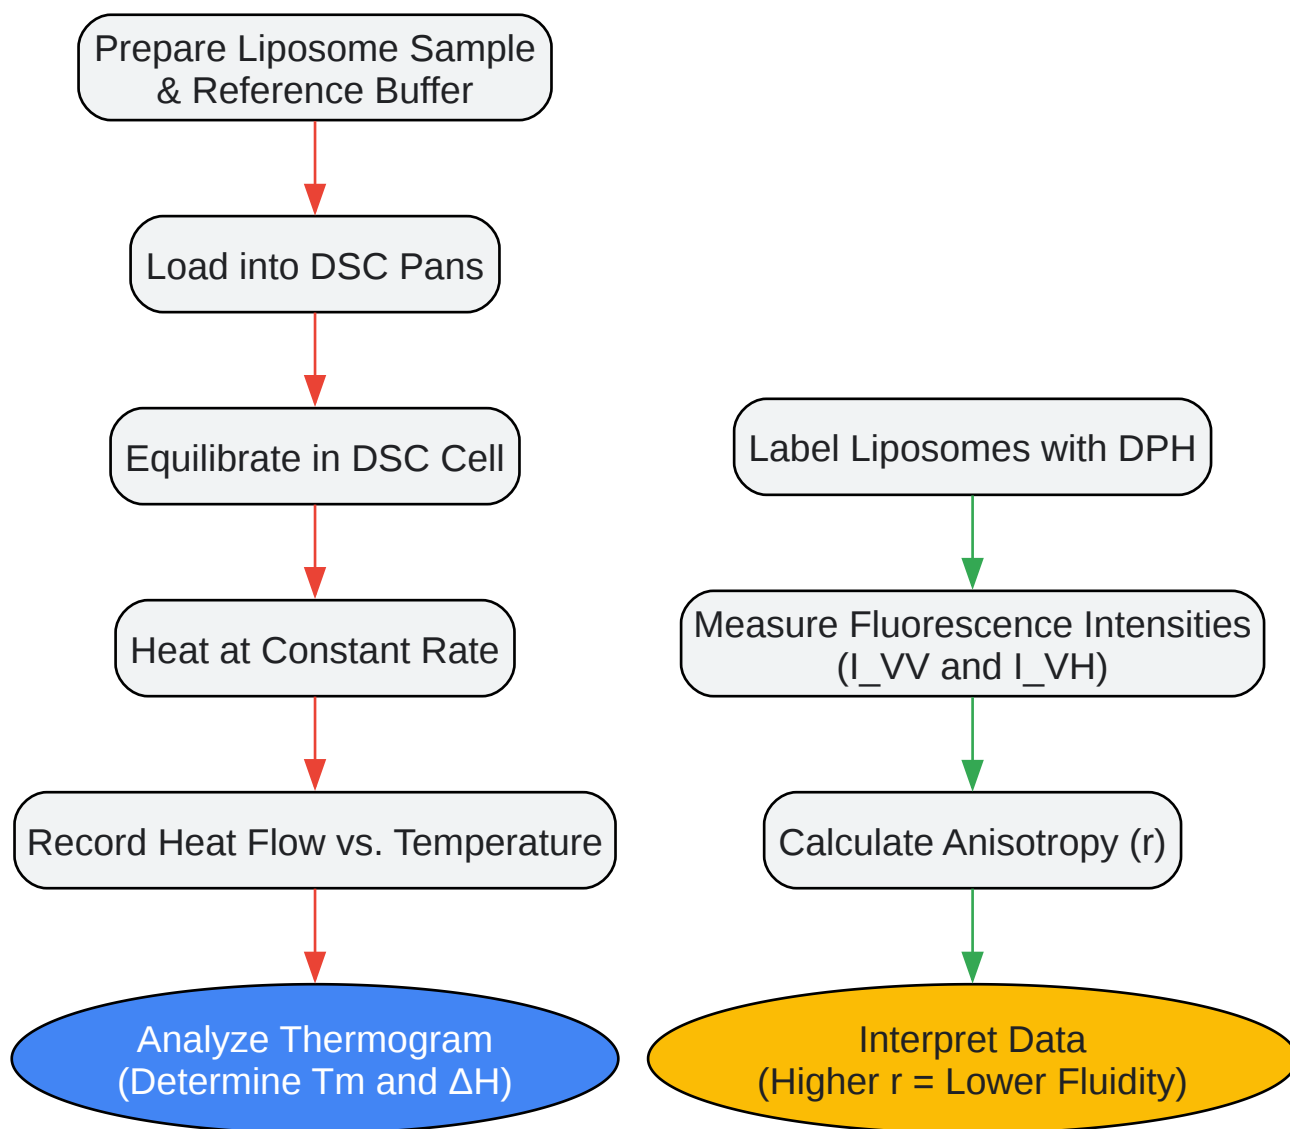 Prepare Liposome Sample
& Reference Buffer
Load into DSC Pans
Equilibrate in DSC Cell
Heat at Constant Rate
Record Heat Flow vs. Temperature
Analyze Thermogram
(Determine Tm and ΔH)
Label Liposomes with DPH
Measure Fluorescence Intensities
(I_VV and I_VH)
Calculate Anisotropy (r)
Interpret Data
(Higher r = Lower Fluidity)